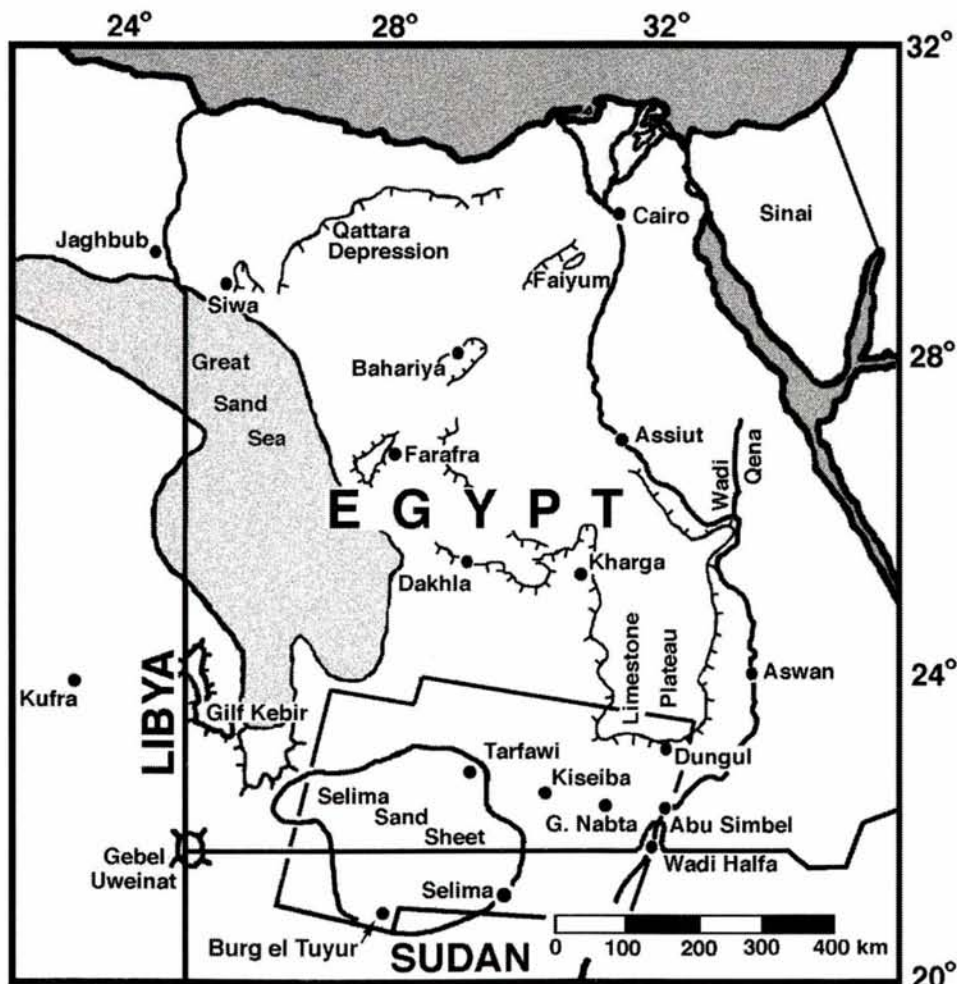 24° 28° 32°
32°
Cairo
Sinai
Jaghbub
Qattara
Depression
Faiyum
Siwa
Great
Sand
Sea
28°
Bahariya
Assiut
Wadi
Qena
Farafra
EGYPT
Dakhla
Kharga
Limestone
Plateau
24°
Aswan
Kufra
LIBYA
Gilf Kebir
Dungul
Tarfawi
Kiseiba
Selima
Sand
Sheet
G. Nabta
Abu Simbel
Gebel
Uweinat
Wadi Halfa
Selima
Burg el Tuyur
SUDAN
0 100 200 300 400 km
20°